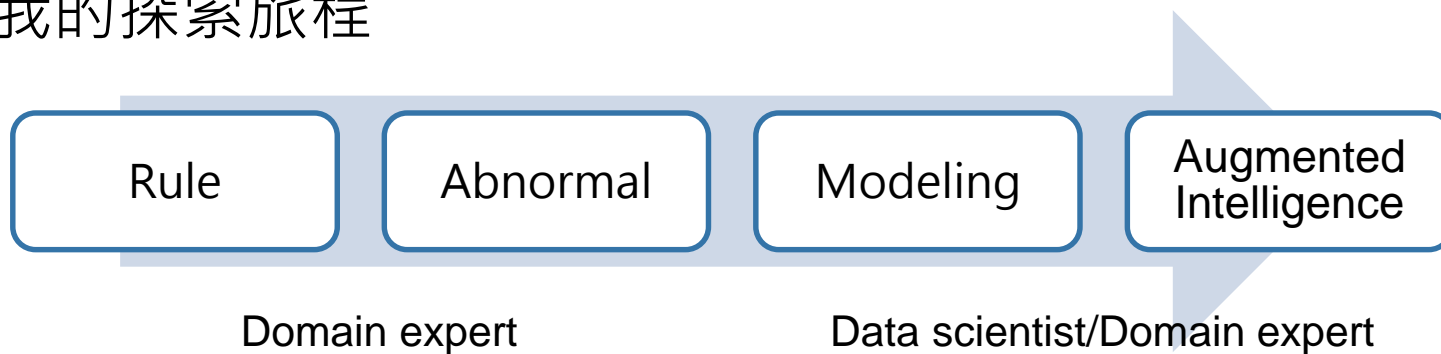 我的探索旅程
Rule
Abnormal
Modeling
Augmented
Intelligence
Domain expert
Data scientist/Domain expert